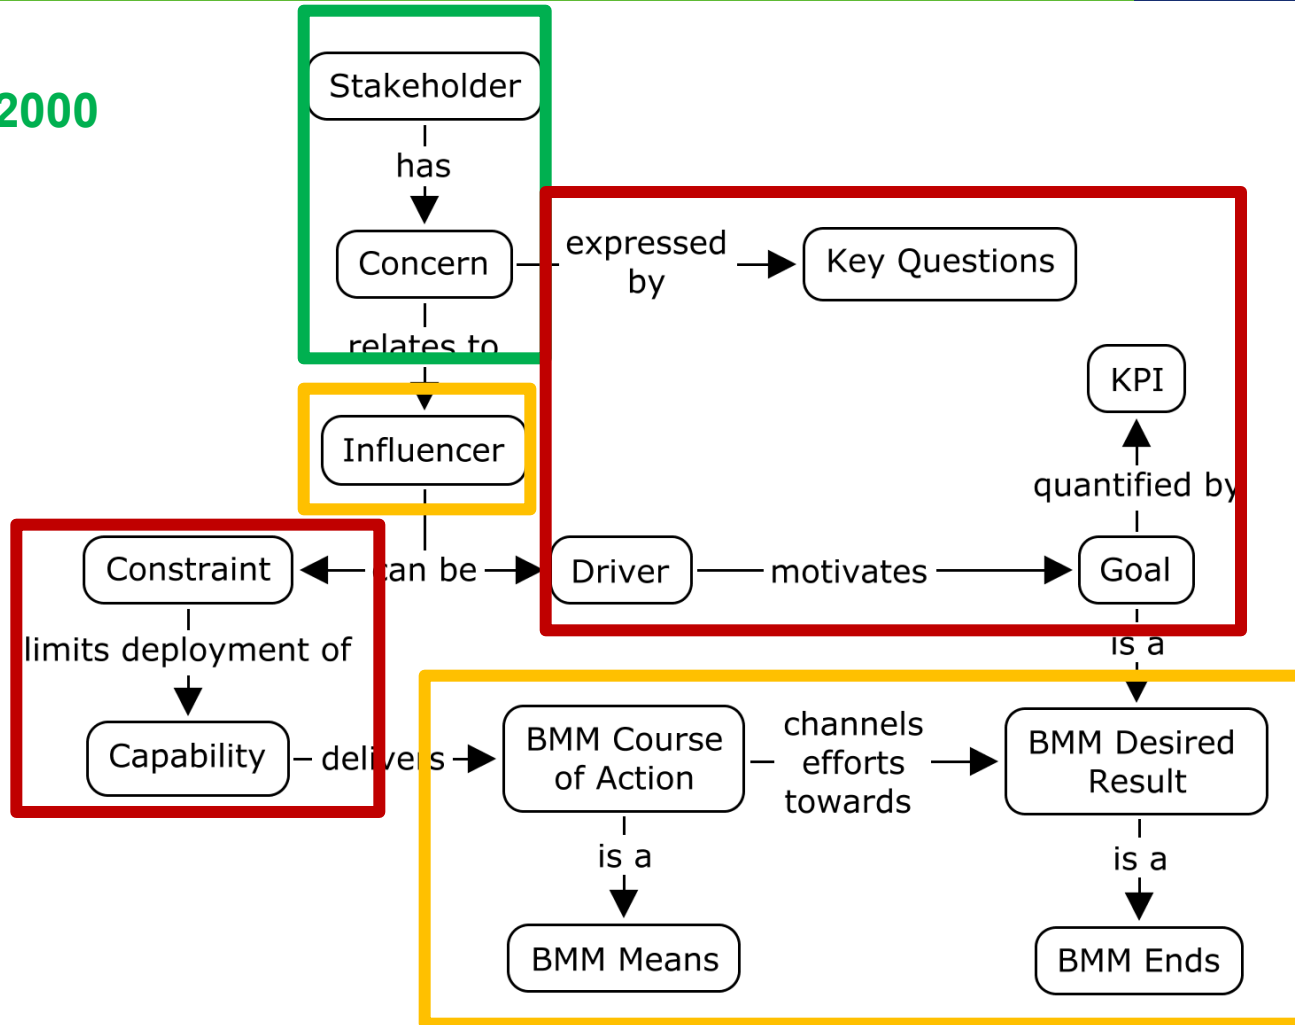 Stakeholder
2000
has
expressed
by
Concern
Key Questions
relates to
KPI
Influencer
quantified by
Constraint
can be
Driver
motivates
Goal
limits deployment of
is a
channels
efforts
towards
BMM Course
of Action
BMM Desired
Result
Capability
delivers
is a
is a
BMM Means
BMM Ends